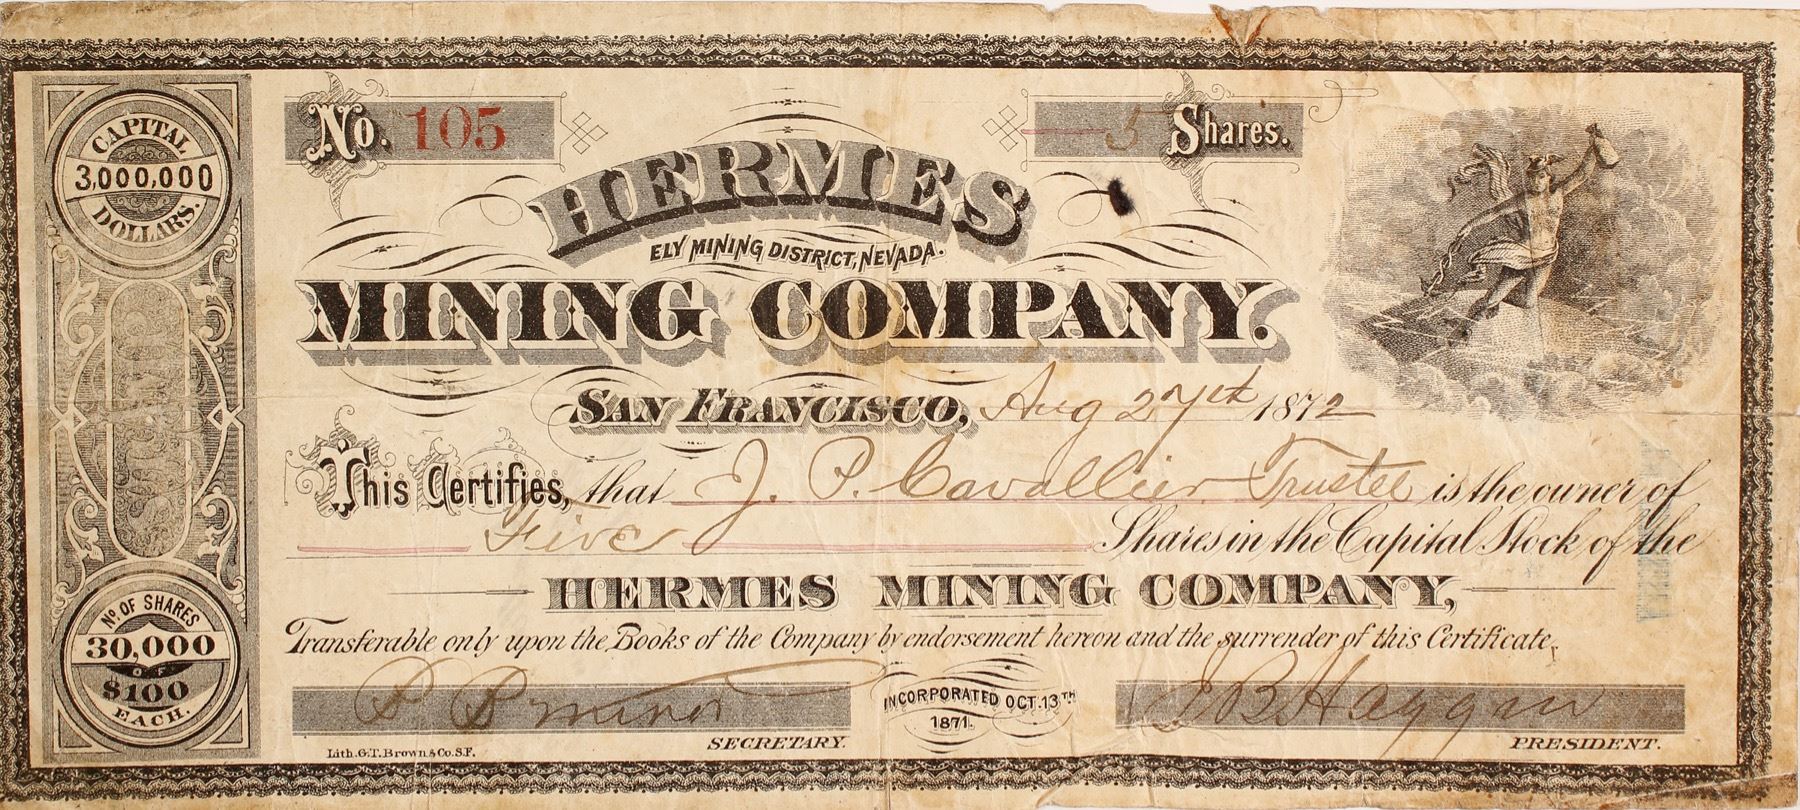 CAPITAL
3,000,000
DOLLARS.
No. 105
5 Shares.
HERMES
ELY MINING DISTRICT, NEVADA.
MINING COMPANY.
SAN FRANCISCO, Aug 27th 1872
This Certifies, that J. P. Cavallier Trustee is the owner of
Five Shares in the Capital Stock of the
HERMES MINING COMPANY,
Transferable only upon the Books of the Company by endorsement hereon and the surrender of this Certificate.
No. OF SHARES
30,000
OF
$100
EACH.
INCORPORATED OCT. 13TH
1871.
J B Haggin
SECRETARY.
PRESIDENT.
Lith. G.T. Brown & Co. S.F.